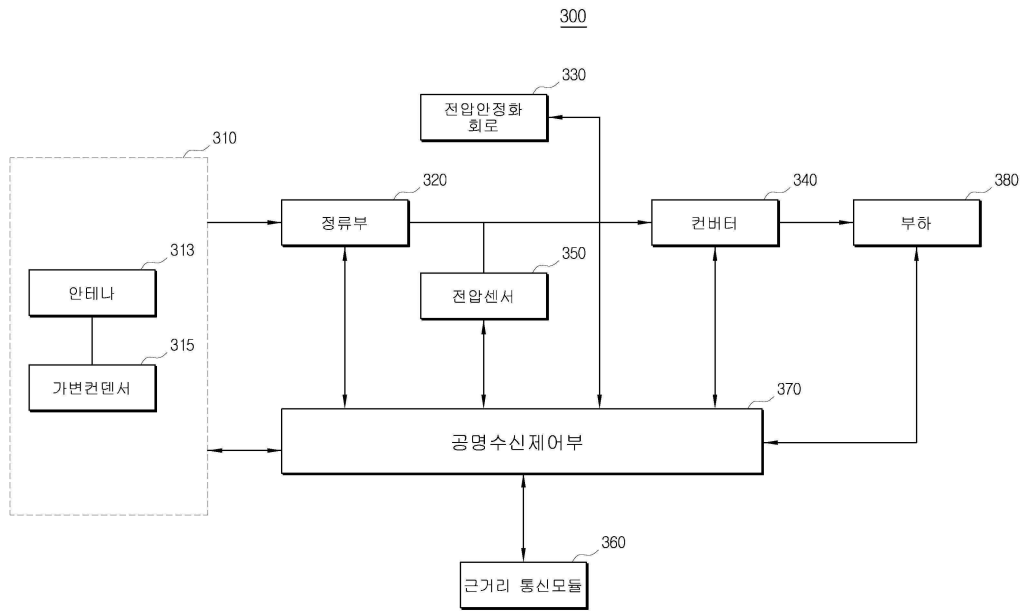 300
330
전압안정화
회로
310
320
정류부
340
컨버터
380
부하
313
안테나
350
전압센서
315
가변컨덴서
370
공명수신제어부
360
근거리 통신모듈